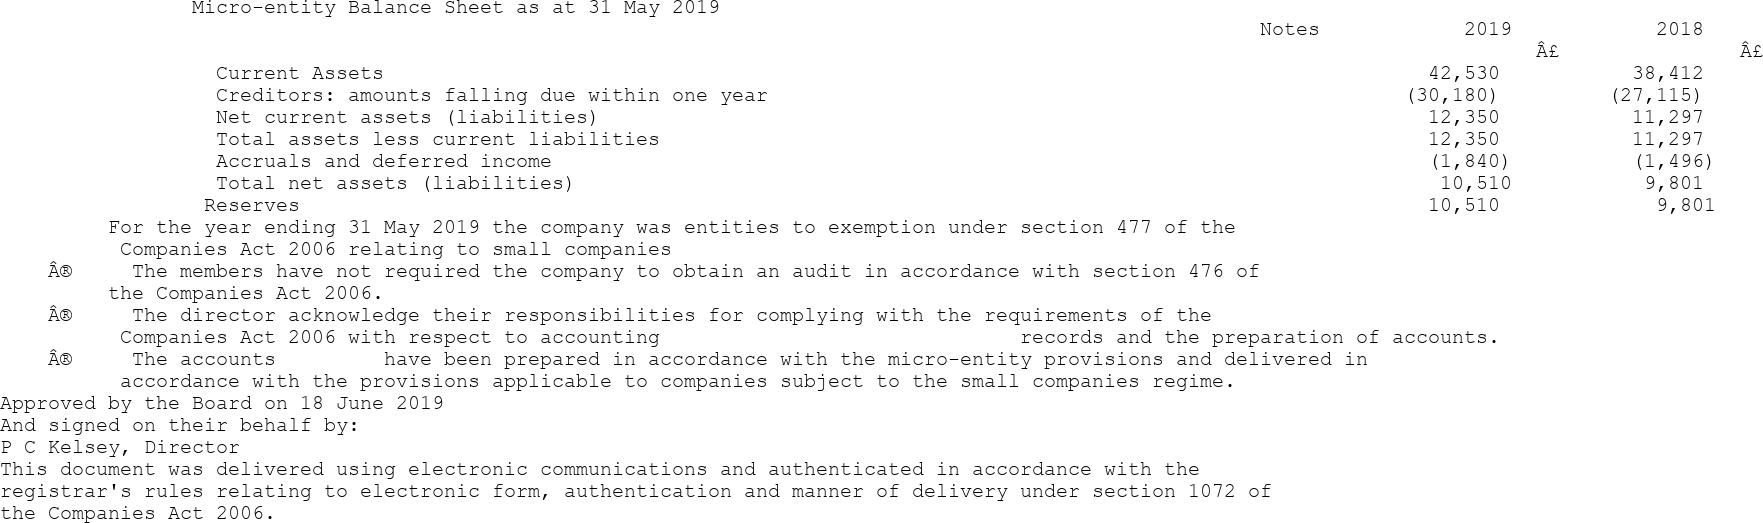 Micro-entity Balance Sheet as at 31 May 2019
Notes 2019 2018
Â£ Â£
Current Assets 42,530 38,412
Creditors: amounts falling due within one year (30,180) (27,115)
Net current assets (liabilities) 12,350 11,297
Total assets less current liabilities 12,350 11,297
Accruals and deferred income (1,840) (1,496)
Total net assets (liabilities) 10,510 9,801
Reserves 10,510 9,801
For the year ending 31 May 2019 the company was entities to exemption under section 477 of the
Companies Act 2006 relating to small companies
Â® The members have not required the company to obtain an audit in accordance with section 476 of
the Companies Act 2006.
Â® The director acknowledge their responsibilities for complying with the requirements of the
Companies Act 2006 with respect to accounting records and the preparation of accounts.
Â® The accounts have been prepared in accordance with the micro-entity provisions and delivered in
accordance with the provisions applicable to companies subject to the small companies regime.
Approved by the Board on 18 June 2019
And signed on their behalf by:
P C Kelsey, Director
This document was delivered using electronic communications and authenticated in accordance with the
registrar's rules relating to electronic form, authentication and manner of delivery under section 1072 of
the Companies Act 2006.